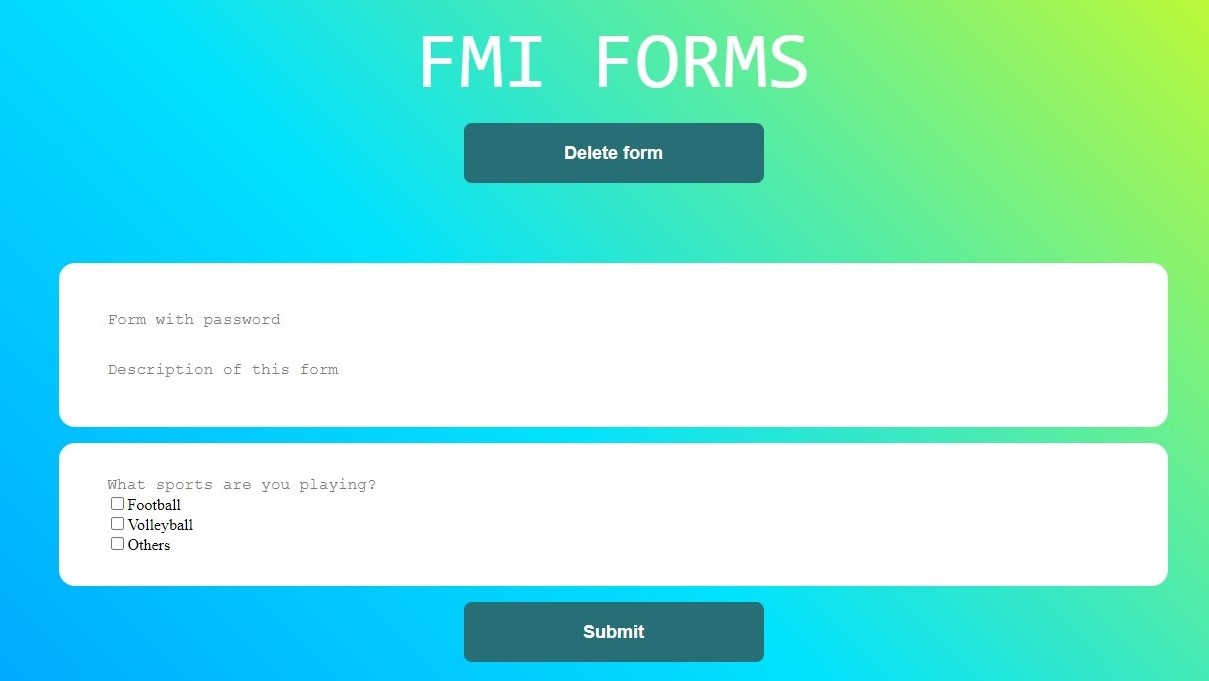 FMI FORMS
Delete form
Form with password
Description of this form
What sports are you playing?
Football
Volleyball
Others
Submit